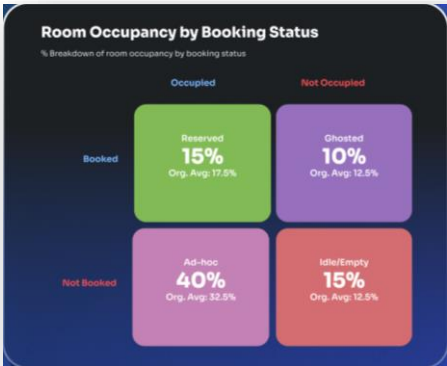 Room Occupancy by Booking Status
% Breakdown of room occupancy by booking status
Occupied
Not Occupied
Booked
Reserved
15%
Org. Avg: 17.5%
Ghosted
10%
Org. Avg: 12.5%
Not Booked
Ad-hoc
40%
Org. Avg: 32.5%
Idle/Empty
15%
Org. Avg: 12.5%